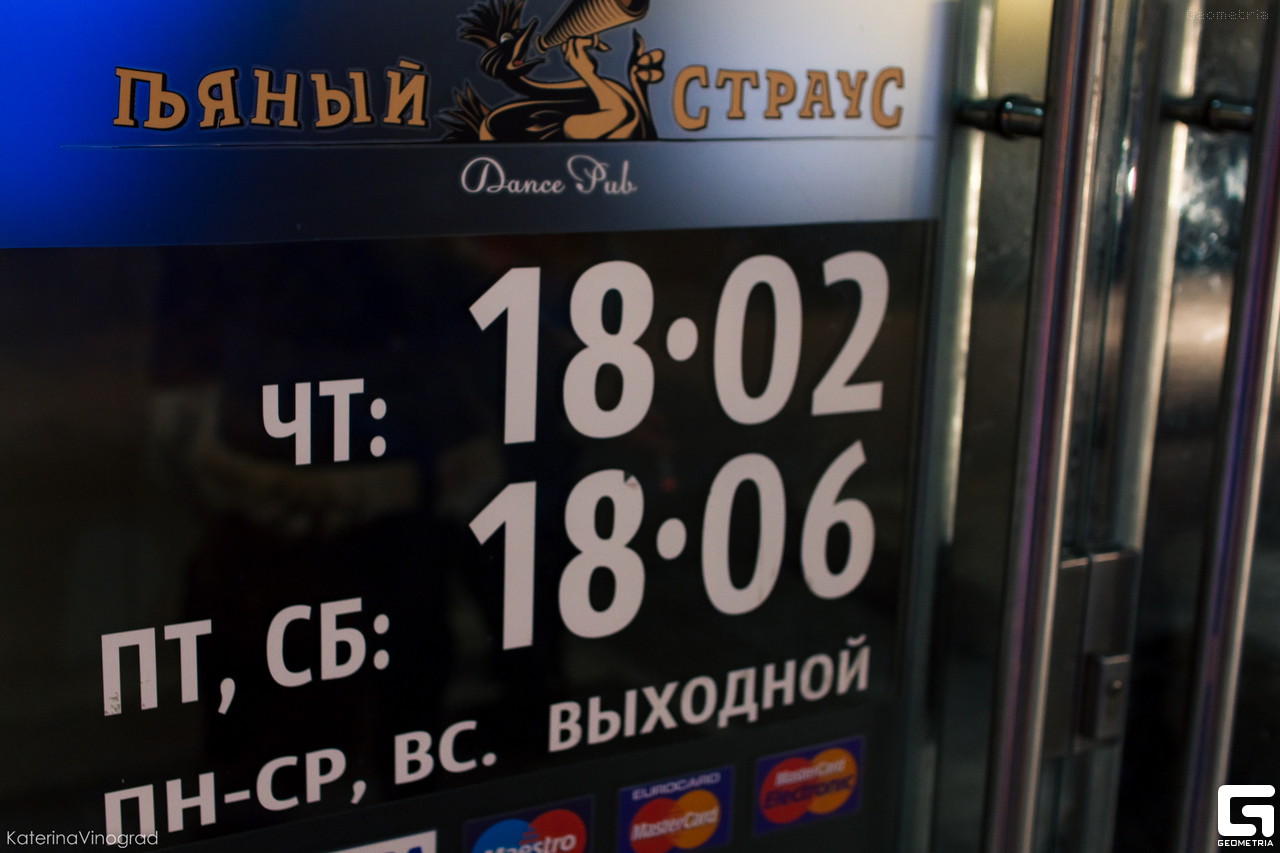 Geometria
ПЬЯНЫЙ СТРАУС
Dance Pub
ЧТ: 18·02
ПТ, СБ: 18·06
ПН-СР, ВС. ВЫХОДНОЙ
Maestro
EUROCARD
MasterCard
MasterCard
Electronic
KaterinaVinograd
GEOMETRIA